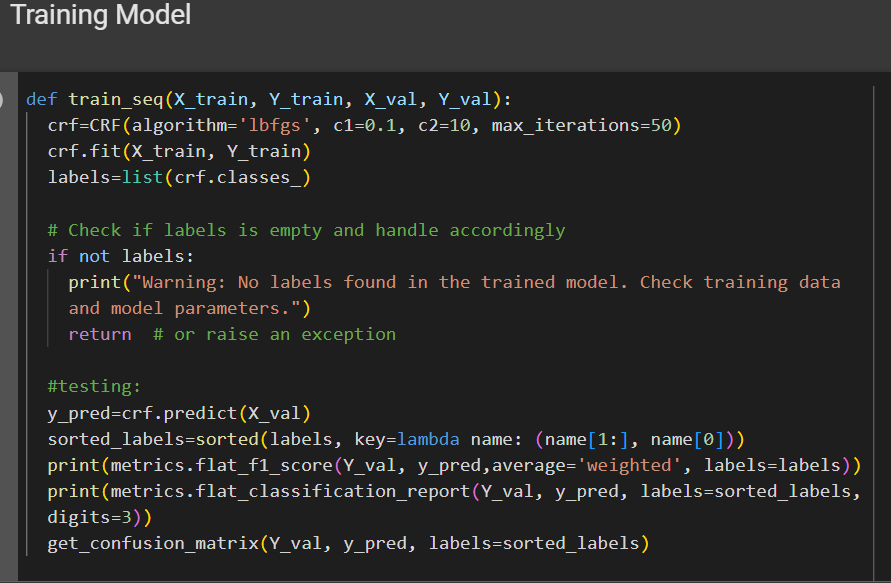 Training Model
def train_seq(X_train, Y_train, X_val, Y_val):
crf=CRF(algorithm='lbfgs', c1=0.1, c2=10, max_iterations=50)
crf.fit(X_train, Y_train)
labels=list(crf.classes_)
# Check if labels is empty and handle accordingly
if not labels:
print("Warning: No labels found in the trained model. Check training data
and model parameters.")
return  # or raise an exception
#testing:
y_pred=crf.predict(X_val)
sorted_labels=sorted(labels, key=lambda name: (name[1:], name[0]))
print(metrics.flat_f1_score(Y_val, y_pred,average='weighted', labels=labels))
print(metrics.flat_classification_report(Y_val, y_pred, labels=sorted_labels,
digits=3))
get_confusion_matrix(Y_val, y_pred, labels=sorted_labels)